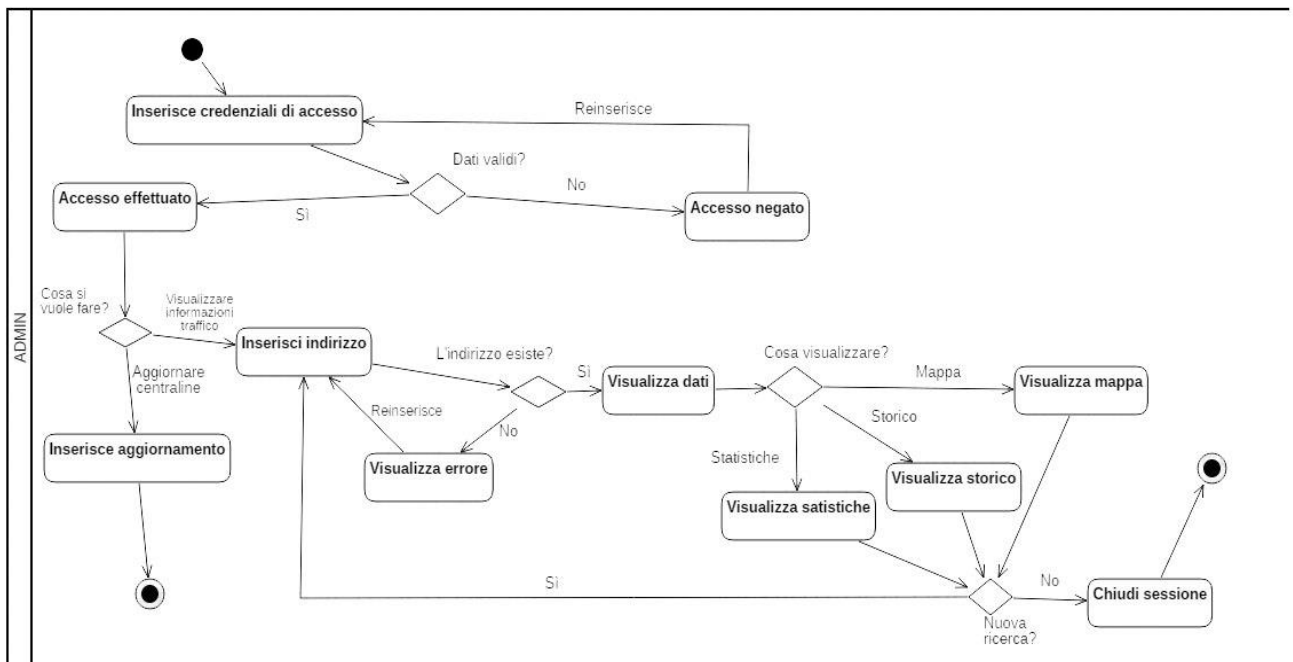 ADMIN
Inserisce credenziali di accesso
Reinserisce
Dati validi?
Accesso effettuato
Sì
No
Accesso negato
Cosa si
vuole fare?
Visualizzare
informazioni
traffico
Inserisci indirizzo
L'indirizzo esiste?
Sì
Visualizza dati
Cosa visualizzare?
Mappa
Visualizza mappa
Aggiornare
centraline
Reinserisce
No
Storico
Inserisce aggiornamento
Visualizza errore
Statistiche
Visualizza storico
Visualizza satistiche
Sì
No
Chiudi sessione
Nuova
ricerca?